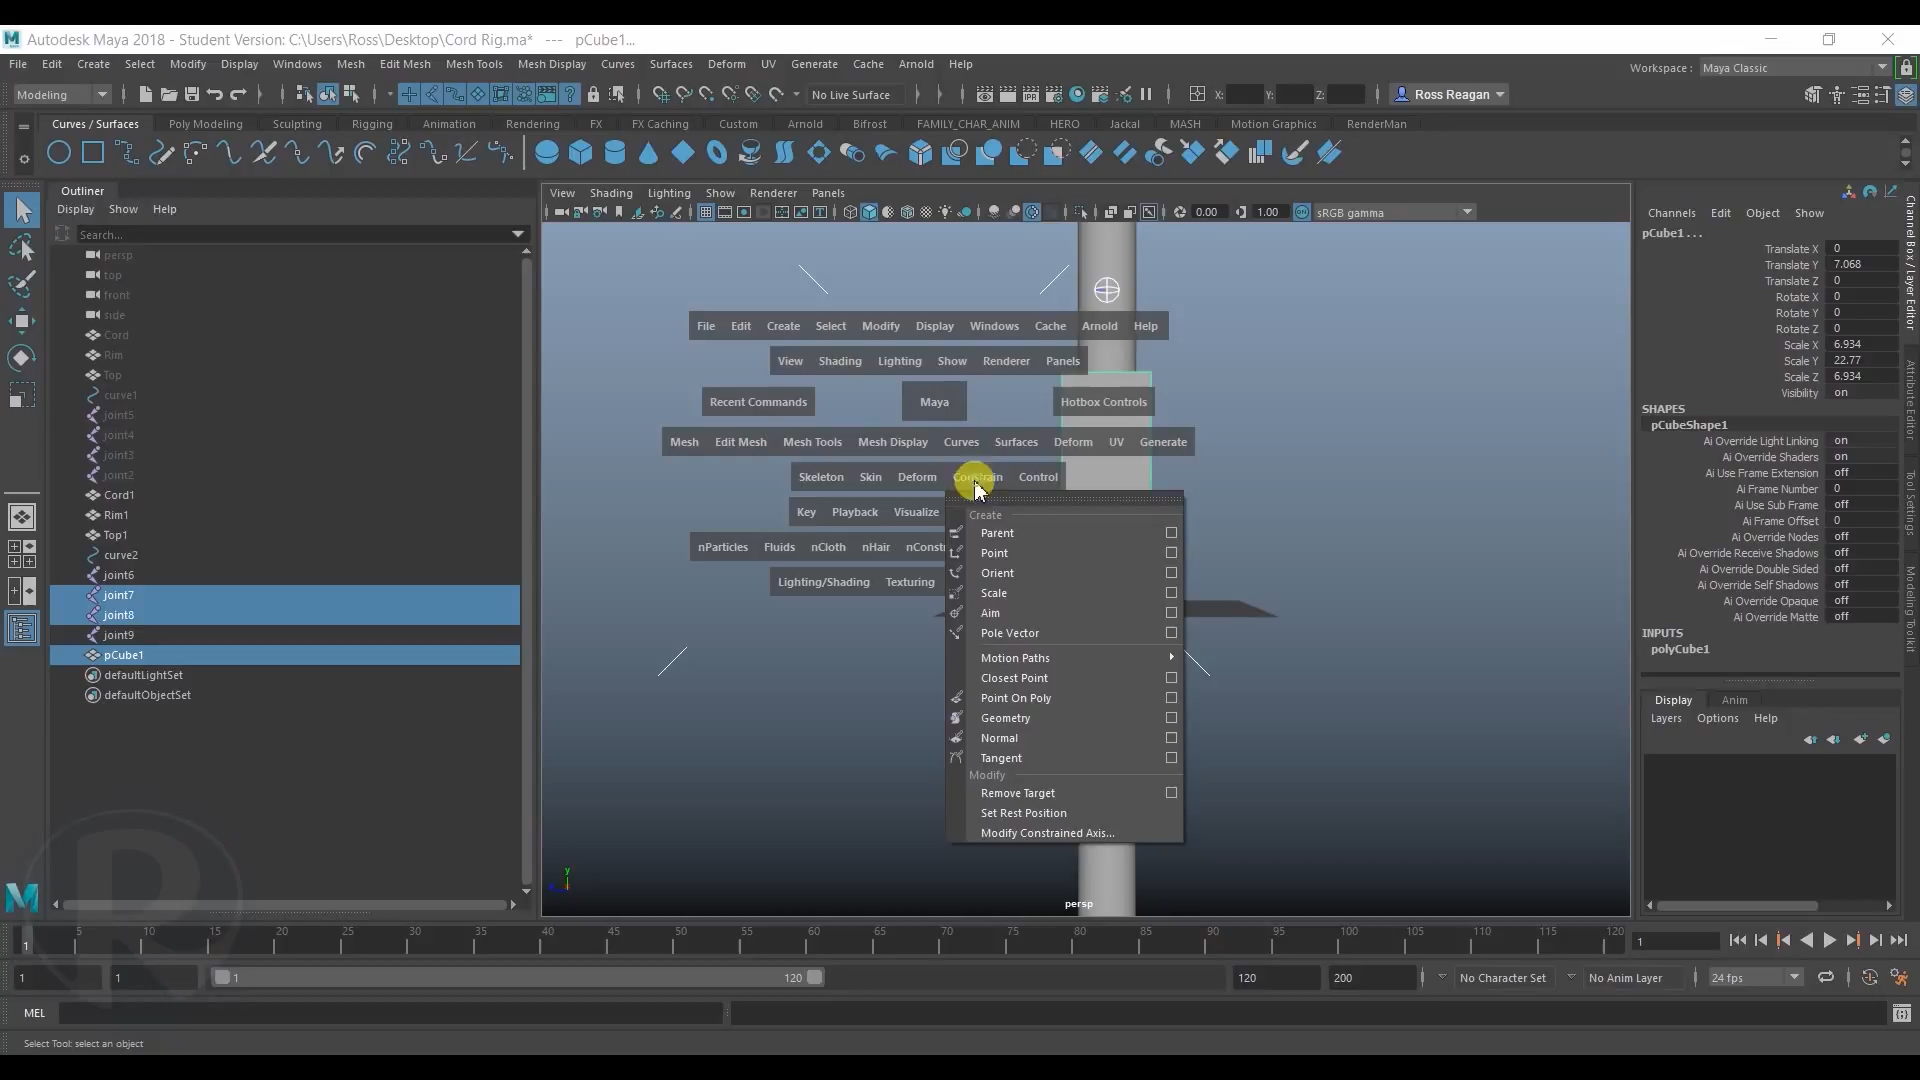 Autodesk Maya 2018 - Student Version: C:\Users\Ross\Desktop\Cord Rig.ma* --- pCube1...
File Edit Create Select Modify Display Windows Mesh Edit Mesh Mesh Tools Mesh Display Curves Surfaces Deform UV Generate Cache Arnold Help
Workspace : Maya Classic
Modeling No Live Surface X: Y: Z: Ross Reagan
Curves / Surfaces Poly Modeling Sculpting Rigging Animation Rendering FX FX Caching Custom Arnold Bifrost FAMILY_CHAR_ANIM HERO Jackal MASH Motion Graphics RenderMan
Outliner
Display Show Help
Search...
persp
top
front
side
Cord
Rim
Top
curve1
joint5
joint4
joint3
joint2
Cord1
Rim1
Top1
curve2
joint6
joint7
joint8
joint9
pCube1
defaultLightSet
defaultObjectSet
View Shading Lighting Show Renderer Panels
0.00 1.00 sRGB gamma
File Edit Create Select Modify Display Windows Cache Arnold Help
View Shading Lighting Show Renderer Panels
Recent Commands Maya Hotbox Controls
Mesh Edit Mesh Mesh Tools Mesh Display Curves Surfaces Deform UV Generate
Skeleton Skin Deform Constrain Control
Key Playback Visualize
nParticles Fluids nCloth nHair nConstr
Lighting/Shading Texturing
Create
Parent
Point
Orient
Scale
Aim
Pole Vector
Motion Paths
Closest Point
Point On Poly
Geometry
Normal
Tangent
Modify
Remove Target
Set Rest Position
Modify Constrained Axis...
y
persp
Channels Edit Object Show
pCube1 . . .
Translate X 0
Translate Y 7.068
Translate Z 0
Rotate X 0
Rotate Y 0
Rotate Z 0
Scale X 6.934
Scale Y 22.77
Scale Z 6.934
Visibility on
SHAPES
pCubeShape1
Ai Override Light Linking on
Ai Override Shaders on
Ai Use Frame Extension off
Ai Frame Number 0
Ai Use Sub Frame off
Ai Frame Offset 0
Ai Override Nodes off
Ai Override Receive Shadows off
Ai Override Double Sided off
Ai Override Self Shadows off
Ai Override Opaque off
Ai Override Matte off
INPUTS
polyCube1
Display Anim
Layers Options Help
Channel Box / Layer Editor
Attribute Editor
Tool Settings
Modeling Toolkit
5 10 15 20 25 30 35 40 45 50 55 60 65 70 75 80 85 90 95 100 105 110 115 120
1 1
1 1 1 120 120 200 No Character Set No Anim Layer 24 fps
MEL
Select Tool: select an object